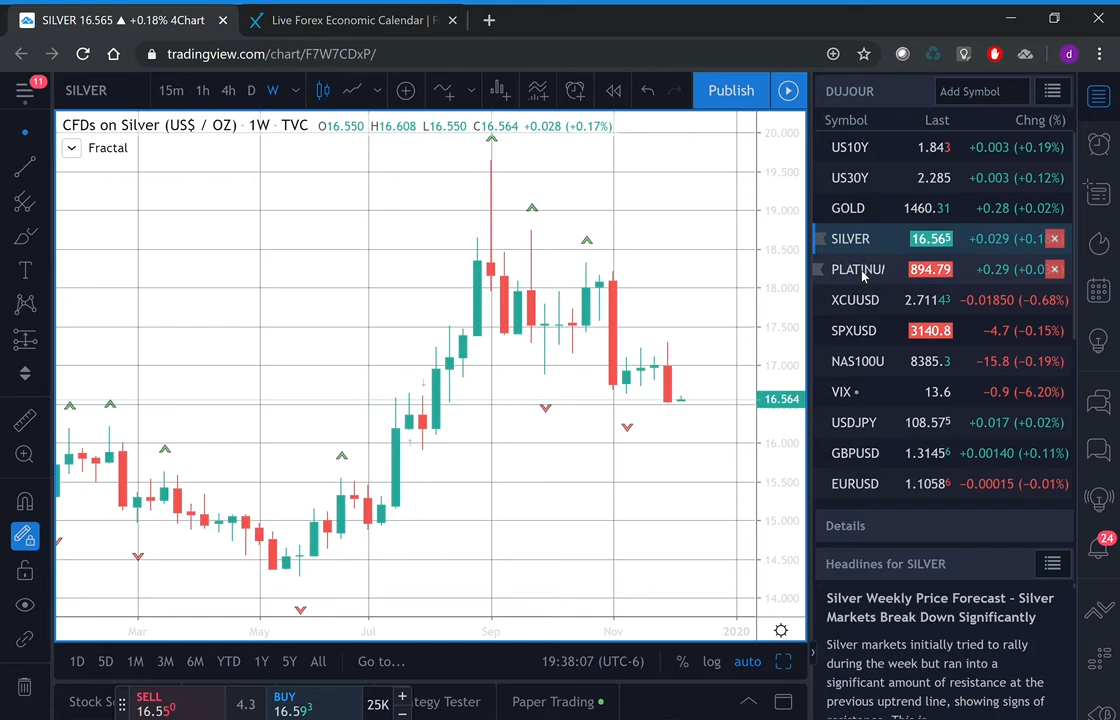 SILVER 16.565 ▲ +0.18% 4Chart
Live Forex Economic Calendar |
tradingview.com/chart/F7W7CDxP/
d
11
SILVER
15m 1h 4h D W
Publish
DUJOUR
Add Symbol
CFDs on Silver (US$ / OZ) · 1W · TVC O16.550 H16.608 L16.550 C16.564 +0.028 (+0.17%)
Fractal
Symbol Last Chng (%)
US10Y 1.843 +0.003 (+0.19%)
US30Y 2.285 +0.003 (+0.12%)
GOLD 1460.31 +0.28 (+0.02%)
SILVER 16.565 +0.029 (+0.1
PLATINU 894.79 +0.29 (+0.0
XCUUSD 2.71143 −0.01850 (−0.68%)
SPXUSD 3140.8 −4.7 (−0.15%)
NAS100U 8385.3 −15.8 (−0.19%)
VIX • 13.6 −0.9 (−6.20%)
USDJPY 108.575 +0.017 (+0.02%)
GBPUSD 1.31456 +0.00140 (+0.11%)
EURUSD 1.10586 −0.00015 (−0.01%)
20.000
19.500
19.000
18.500
18.000
17.500
17.000
16.564
16.000
15.500
15.000
14.500
14.000
Mar May Jul Sep Nov 2020
Details
Headlines for SILVER
24
Silver Weekly Price Forecast - Silver
Markets Break Down Significantly
Silver markets initially tried to rally
during the week but ran into a
significant amount of resistance at the
previous uptrend line, showing signs of
1D 5D 1M 3M 6M YTD 1Y 5Y All Go to... 19:38:07 (UTC-6) % log auto
Stock
SELL
16.550
4.3
BUY
16.593
25K
tegy Tester
Paper Trading